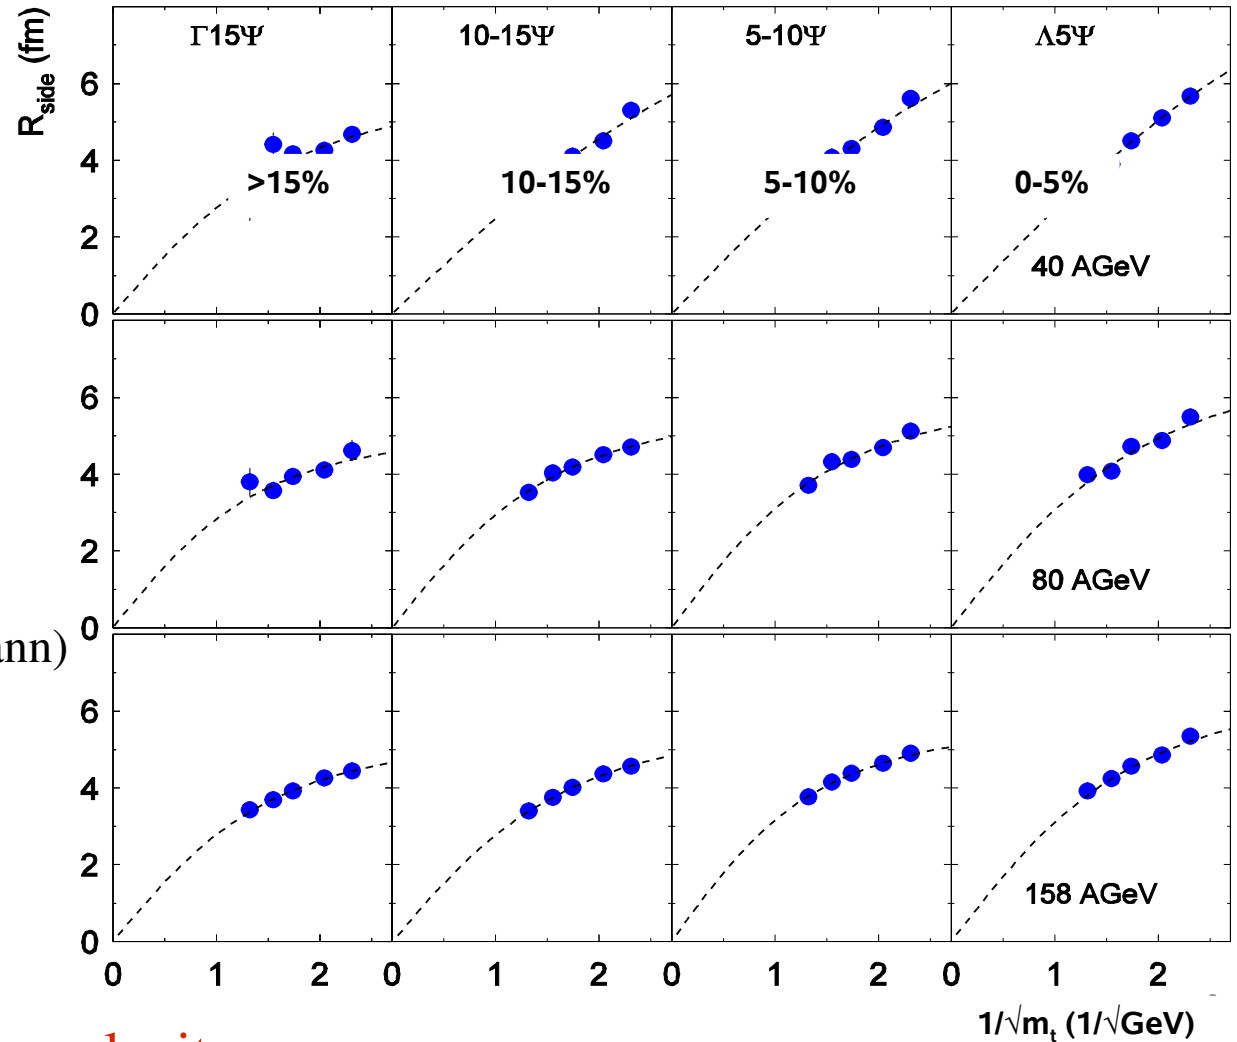 R_side (fm)
Γ15Ψ 10-15Ψ 5-10Ψ Λ5Ψ
6
4
>15% 10-15% 5-10% 0-5%
2
40 AGeV
0
6
4
2
80 AGeV
0
ann)
6
4
2
158 AGeV
0
0 1 2 0 1 2 0 1 2 0 1 2
1/√m_t (1/√GeV)